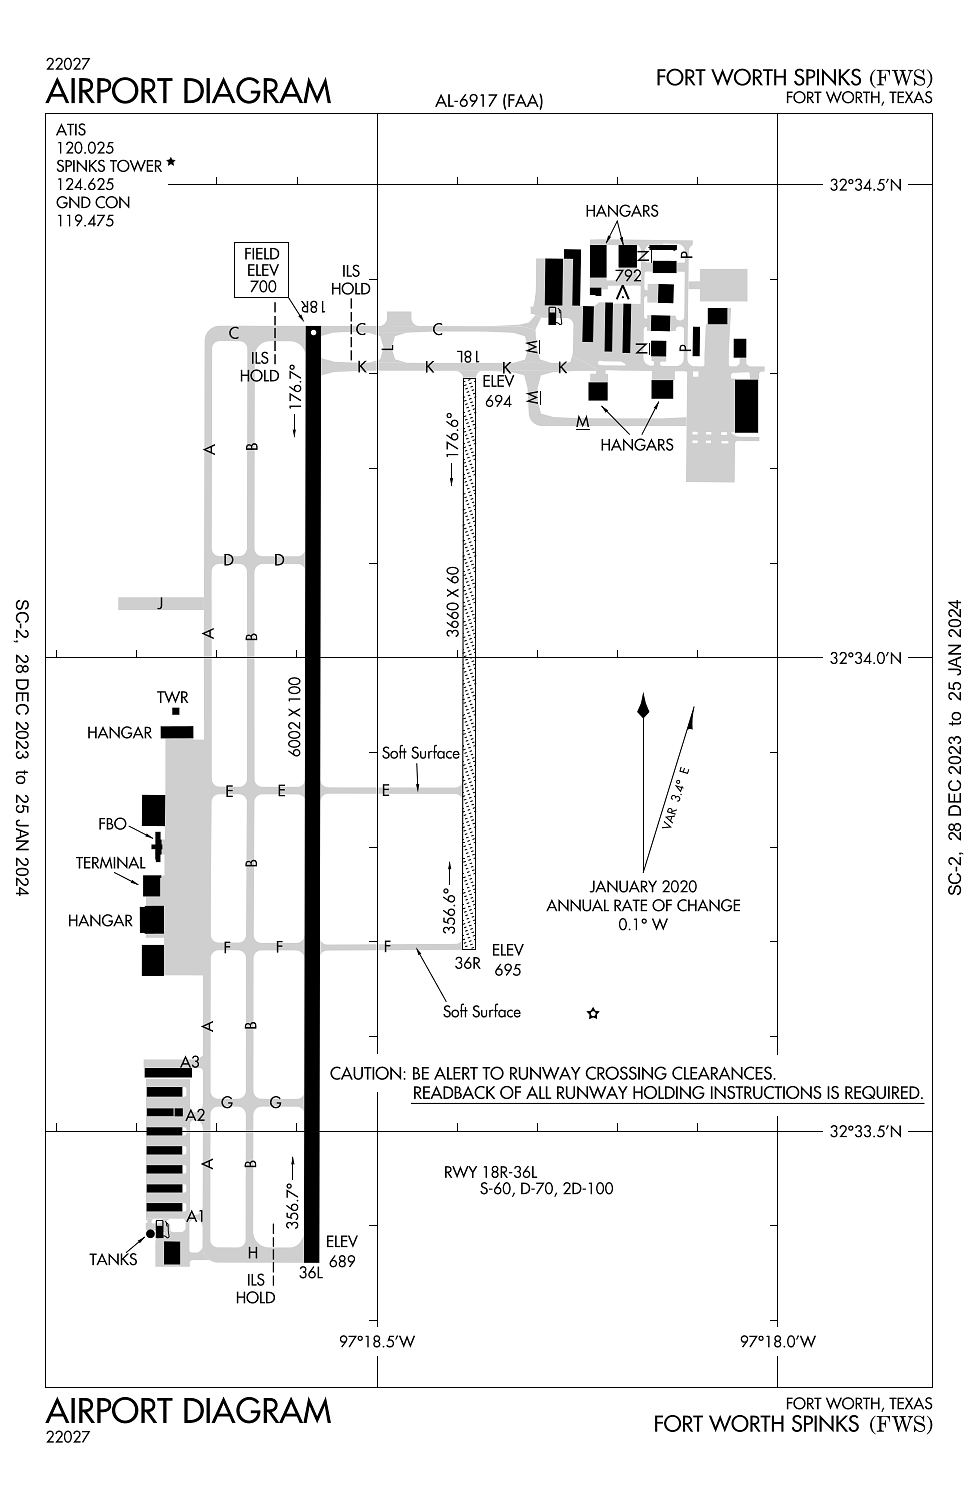 22027
AIRPORT DIAGRAM
AL-6917 (FAA)
FORT WORTH SPINKS (FWS)
FORT WORTH, TEXAS
ATIS
120.025
SPINKS TOWER ★
124.625
GND CON
119.475
32°34.5'N
HANGARS
FIELD
ELEV
700
ILS
HOLD
792
N
P
18R
C
C
C
L
M
N
P
ILS
HOLD
18L
K
K
K
K
ELEV
694
176.7°
M
M
HANGARS
176.6°
A
B
D
D
J
A
B
3660 X 60
32°34.0'N
SC-2, 28 DEC 2023 to 25 JAN 2024
SC-2, 28 DEC 2023 to 25 JAN 2024
TWR
HANGAR
6002 X 100
Soft Surface
E
E
E
VAR 3.4° E
FBO
TERMINAL
B
HANGAR
356.6°
JANUARY 2020
ANNUAL RATE OF CHANGE
0.1° W
F
F
F
36R
ELEV
695
Soft Surface
A
B
A3
CAUTION: BE ALERT TO RUNWAY CROSSING CLEARANCES.
READBACK OF ALL RUNWAY HOLDING INSTRUCTIONS IS REQUIRED.
G
G
A2
32°33.5'N
A
B
RWY 18R-36L
S-60, D-70, 2D-100
356.7°
A1
TANKS
H
ELEV
689
36L
ILS
HOLD
97°18.5'W
97°18.0'W
AIRPORT DIAGRAM
22027
FORT WORTH, TEXAS
FORT WORTH SPINKS (FWS)